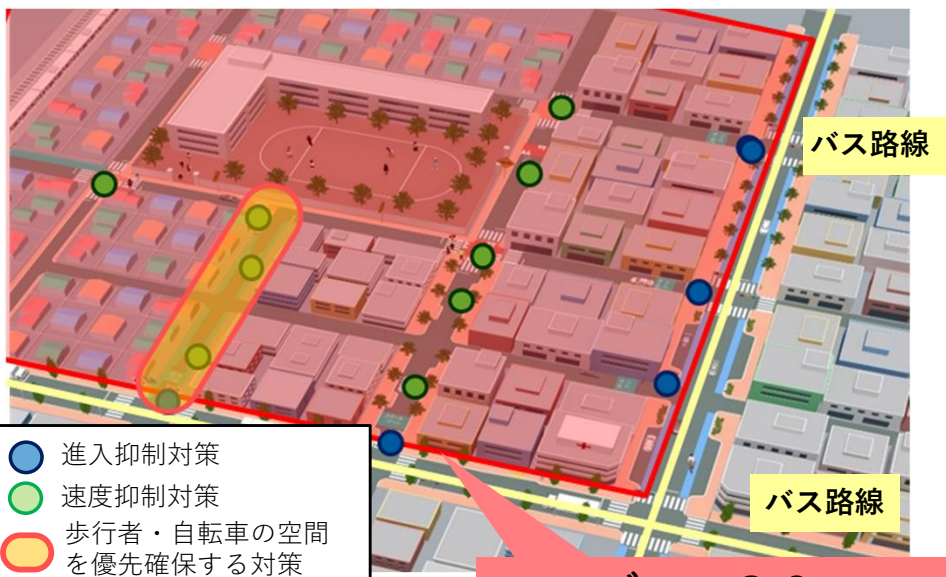 バス路線
バス路線
進入抑制対策
速度抑制対策
歩行者・自転車の空間
を優先確保する対策